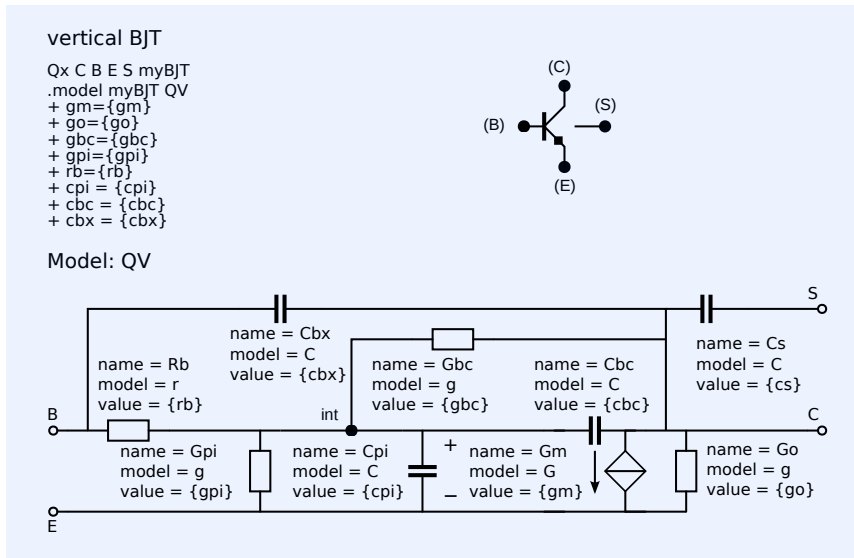 vertical BJT
Qx C B E S myBJT
.model myBJT QV
+ gm={gm}
+ go={go}
+ gbc={gbc}
+ gpi={gpi}
+ rb={rb}
+ cpi = {cpi}
+ cbc = {cbc}
+ cbx = {cbx}
(C)
(S)
(B)
(E)
Model: QV
S
name = Cbx
model = C
value = {cbx}
name = Cs
model = C
value = {cs}
name = Rb
model = r
value = {rb}
name = Gbc
model = g
value = {gbc}
name = Cbc
model = C
value = {cbc}
B
int
C
name = Gpi
model = g
value = {gpi}
name = Cpi
model = C
value = {cpi}
+
−
name = Gm
model = G
value = {gm}
name = Go
model = g
value = {go}
E